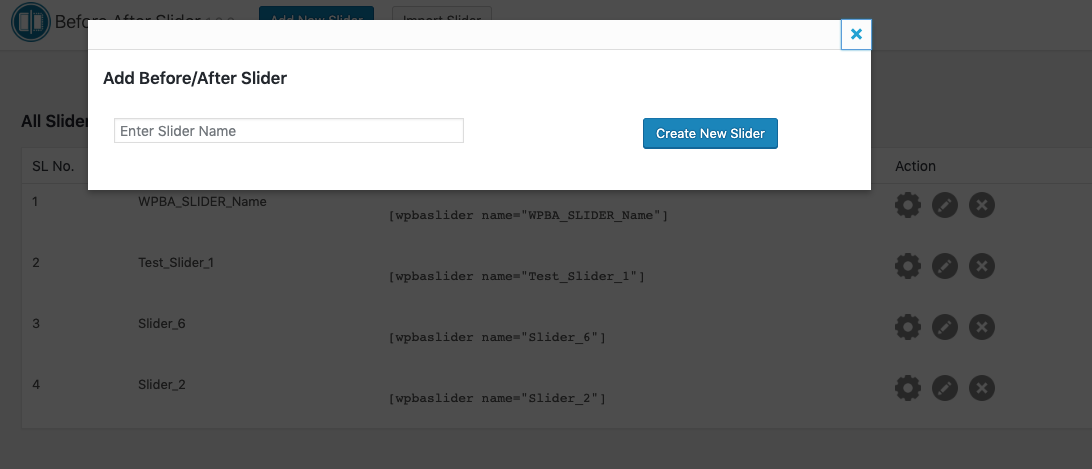 Before After Slider
Add New Slider
Import Slider
Add Before/After Slider
Enter Slider Name
Create New Slider
All Slider
SL No.
Action
1
WPBA_SLIDER_Name
[wpbaslider name="WPBA_SLIDER_Name"]
2
Test_Slider_1
[wpbaslider name="Test_Slider_1"]
3
Slider_6
[wpbaslider name="Slider_6"]
4
Slider_2
[wpbaslider name="Slider_2"]